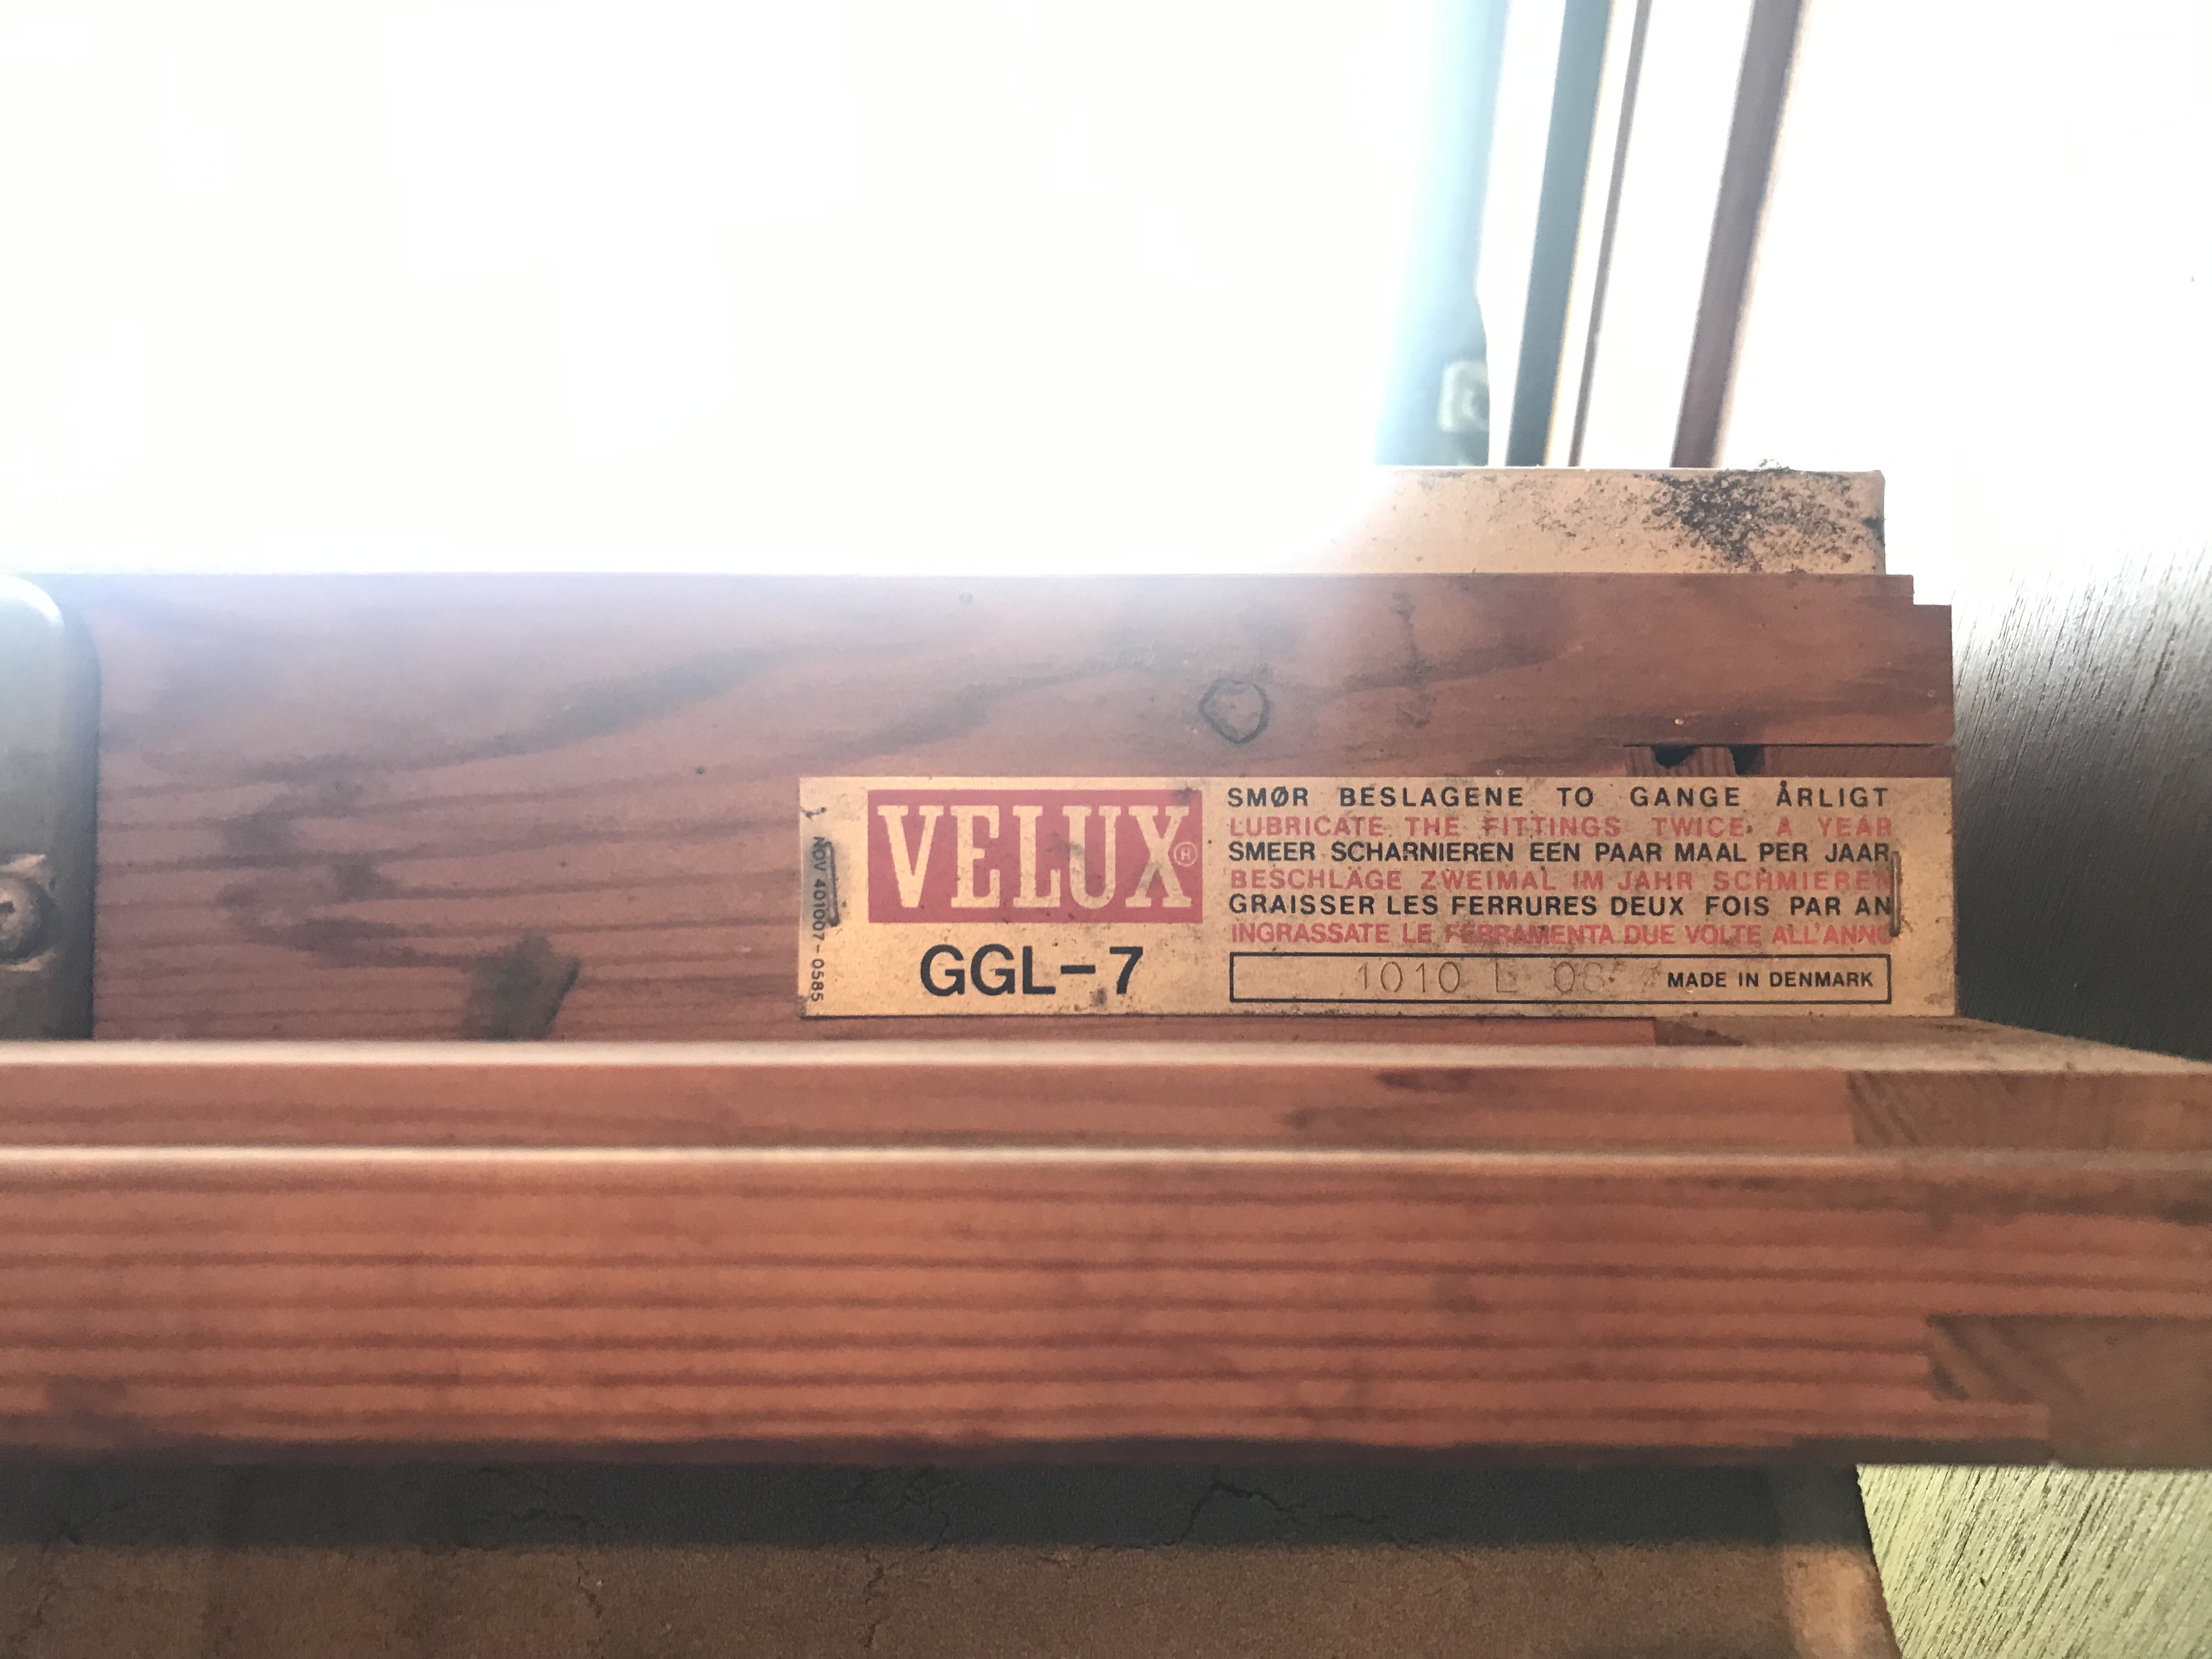 NOV 401007-0585
VELUX®
GGL-7
SMØR BESLAGENE TO GANGE ÅRLIGT
LUBRICATE THE FITTINGS TWICE A YEAR
SMEER SCHARNIEREN EEN PAAR MAAL PER JAAR
BESCHLÄGE ZWEIMAL IM JAHR SCHMIEREN
GRAISSER LES FERRURES DEUX FOIS PAR AN
INGRASSATE LE FERRAMENTA DUE VOLTE ALL'ANNO
1010 MADE IN DENMARK